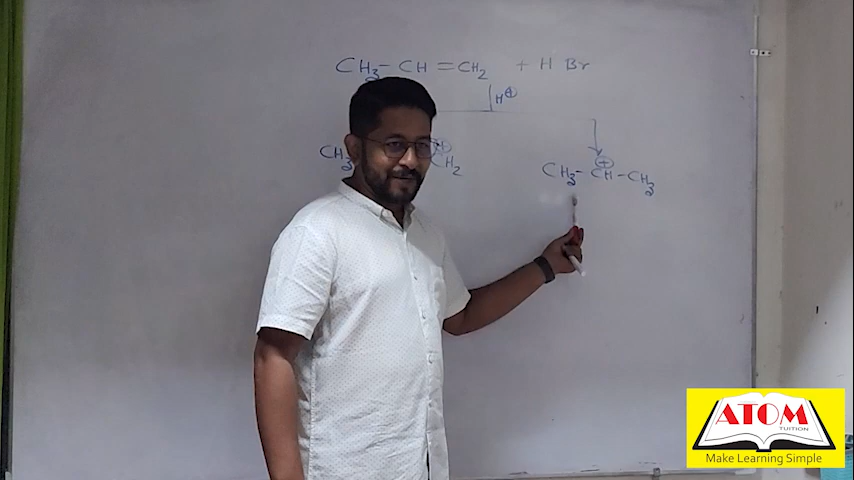 CH₃ – CH = CH₂ + H Br
H⊕
CH₃ ⊕CH₂
⊕
CH₃ – CH – CH₃
ATOM
TUITION
Make Learning Simple